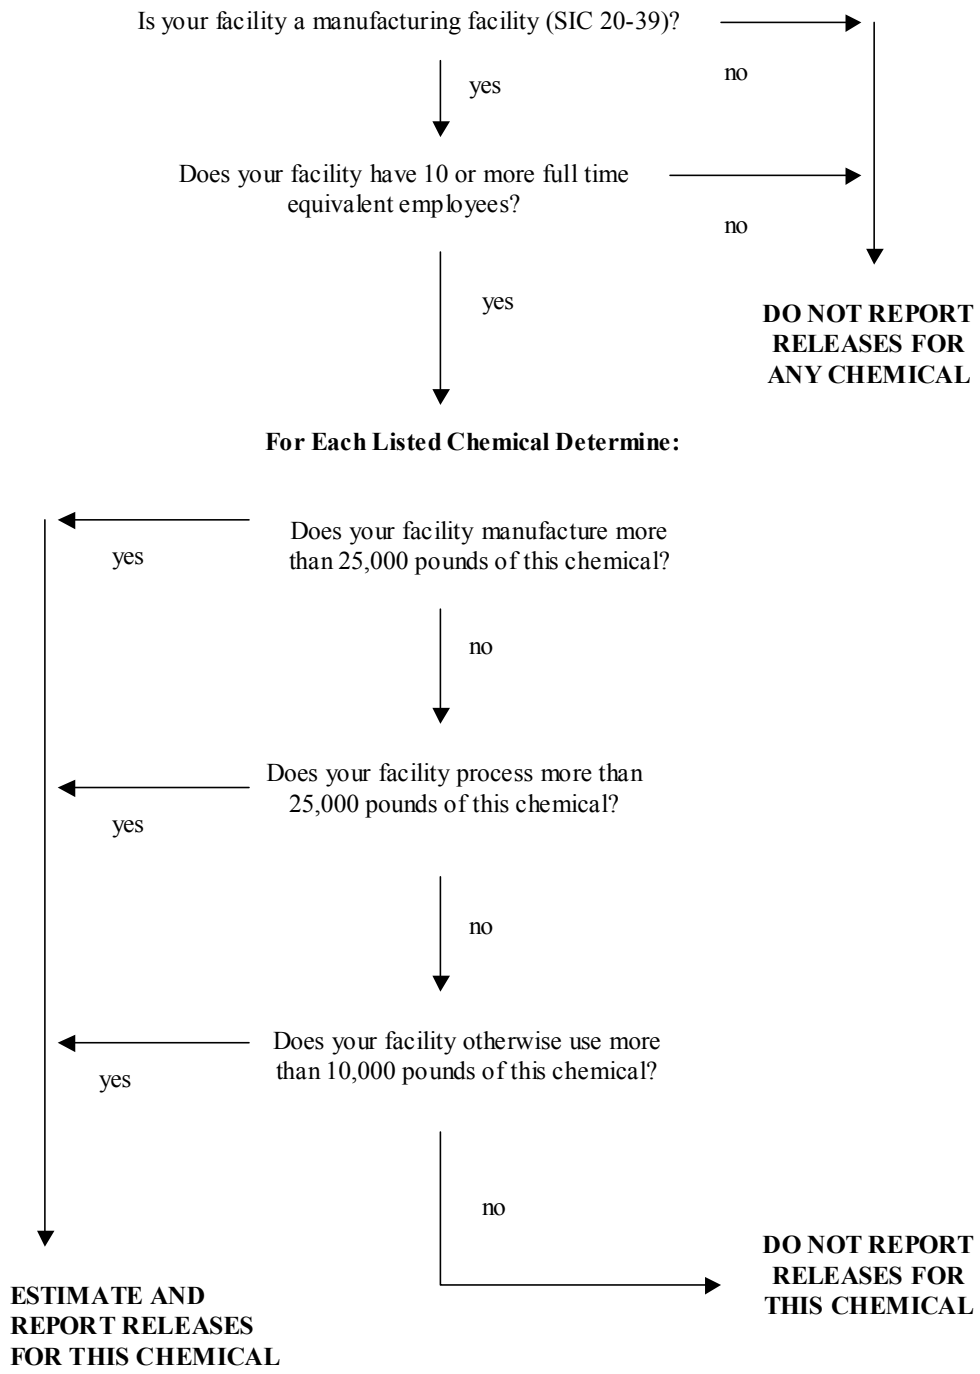 Is your facility a manufacturing facility (SIC 20-39)?
no
yes
Does your facility have 10 or more full time
equivalent employees?
no
yes
DO NOT REPORT
RELEASES FOR
ANY CHEMICAL
For Each Listed Chemical Determine:
Does your facility manufacture more
than 25,000 pounds of this chemical?
yes
no
Does your facility process more than
25,000 pounds of this chemical?
yes
no
Does your facility otherwise use more
than 10,000 pounds of this chemical?
yes
no
DO NOT REPORT
RELEASES FOR
THIS CHEMICAL
ESTIMATE AND
REPORT RELEASES
FOR THIS CHEMICAL